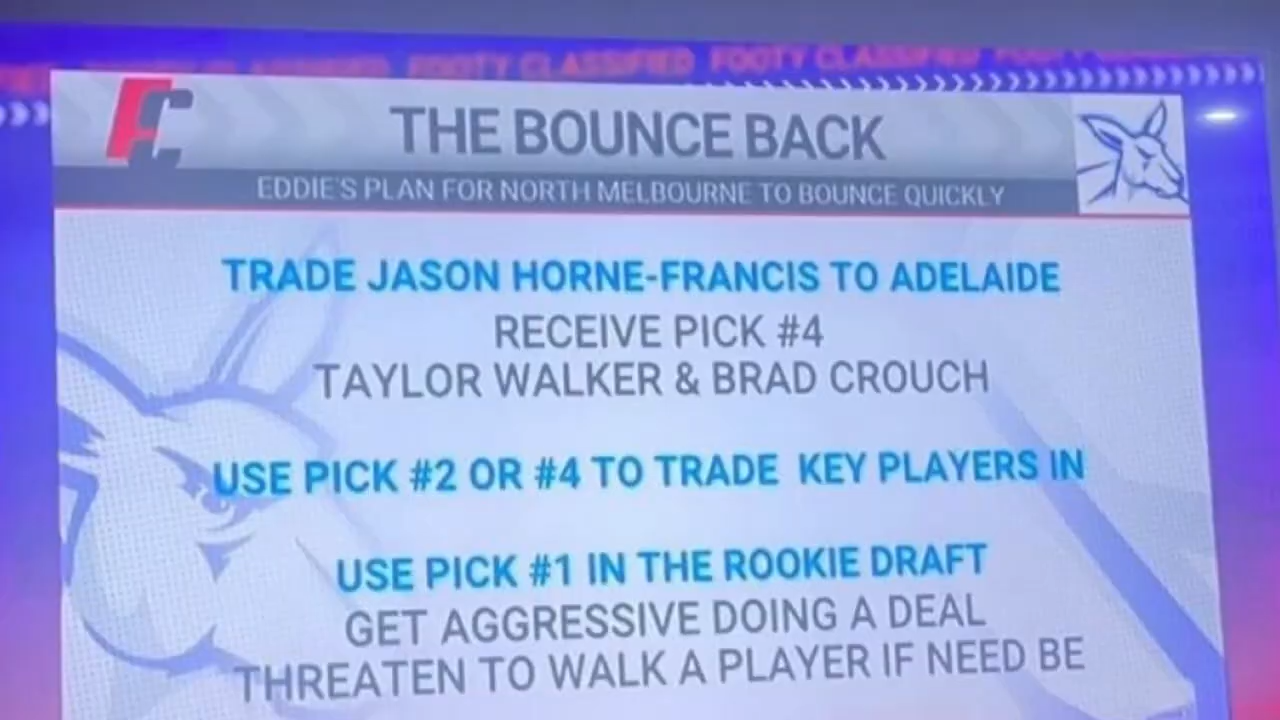 FOOTY CLASSIFIED FOOTY CLASSIFIED FOOTY
FC
THE BOUNCE BACK
EDDIE'S PLAN FOR NORTH MELBOURNE TO BOUNCE QUICKLY
TRADE JASON HORNE-FRANCIS TO ADELAIDE
RECEIVE PICK #4
TAYLOR WALKER & BRAD CROUCH
USE PICK #2 OR #4 TO TRADE KEY PLAYERS IN
USE PICK #1 IN THE ROOKIE DRAFT
GET AGGRESSIVE DOING A DEAL
THREATEN TO WALK A PLAYER IF NEED BE